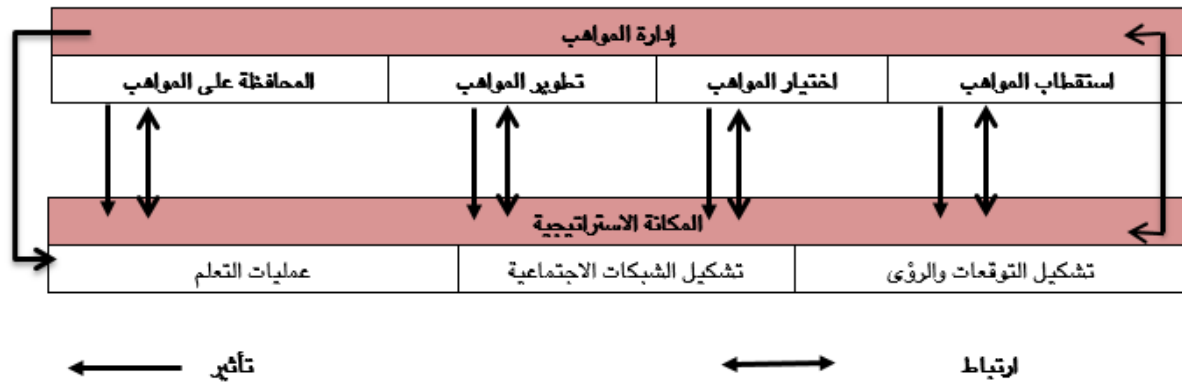 إدارة المواهب
استقطاب المواهب اختيار المواهب تطوير المواهب المحافظة على المواهب
المكانة الاستراتيجية
تشكيل التوقعات والرؤى تشكيل الشبكات الاجتماعية عمليات التعلم
ارتباط تأثير